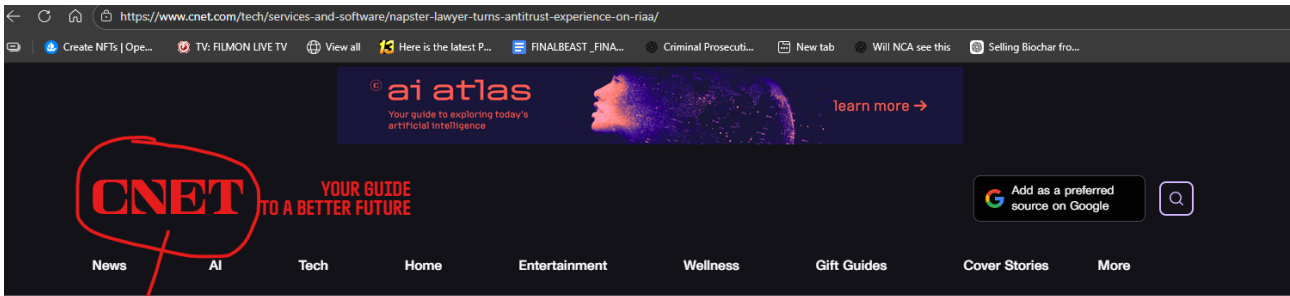 https://www.cnet.com/tech/services-and-software/napster-lawyer-turns-antitrust-experience-on-riaa/
Create NFTs | Ope... TV: FILMON LIVE TV View all Here is the latest P... FINALBEAST _FINA... Criminal Prosecuti... New tab Will NCA see this Selling Biochar fro...
© ai atlas
Your guide to exploring today's
artificial intelligence
learn more →
CNET
YOUR GUIDE
TO A BETTER FUTURE
G Add as a preferred
source on Google
News AI Tech Home Entertainment Wellness Gift Guides Cover Stories More